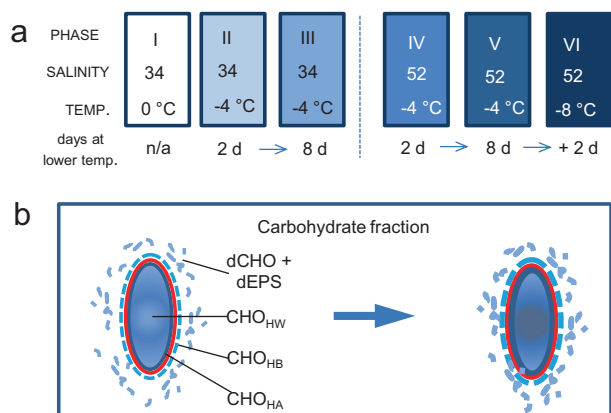 a
PHASE I II III IV V VI
SALINITY 34 34 34 52 52 52
TEMP. 0 °C -4 °C -4 °C -4 °C -4 °C -8 °C
days at
lower temp. n/a 2 d → 8 d 2 d → 8 d → + 2 d
b
Carbohydrate fraction
dCHO +
dEPS
CHOHW
CHOHB
CHOHA